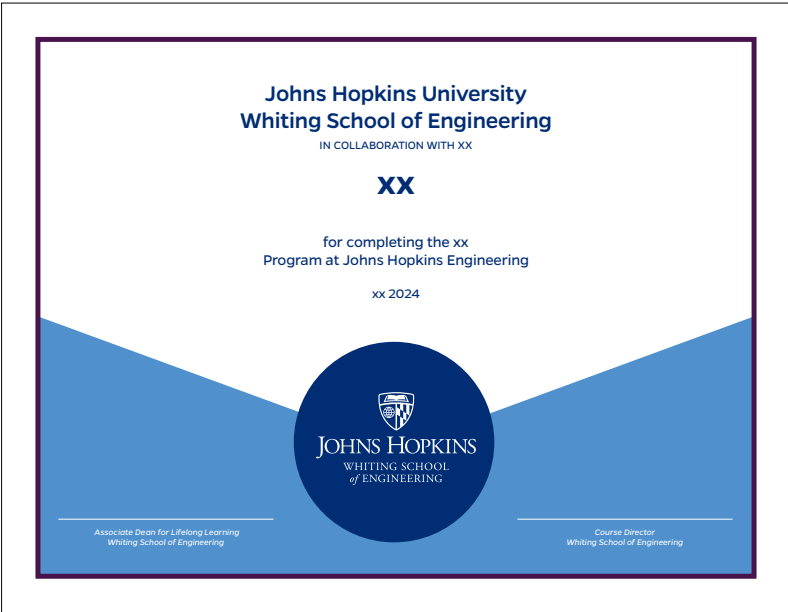 Johns Hopkins University
Whiting School of Engineering
IN COLLABORATION WITH XX
xx
for completing the xx
Program at Johns Hopkins Engineering
xx 2024
JOHNS HOPKINS
WHITING SCHOOL
of ENGINEERING
Associate Dean for Lifelong Learning
Whiting School of Engineering
Course Director
Whiting School of Engineering